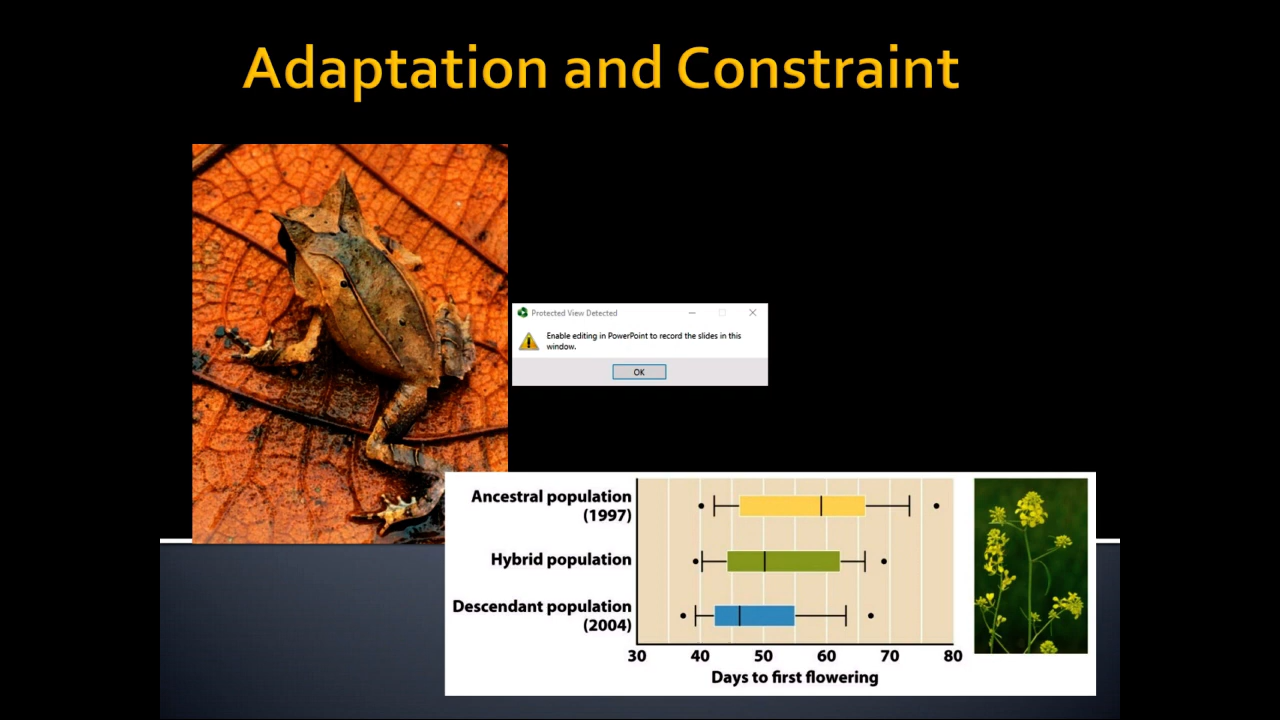 Adaptation and Constraint
Protected View Detected
Enable editing in PowerPoint to record the slides in this
window.
OK
Ancestral population
(1997)
Hybrid population
Descendant population
(2004)
30 40 50 60 70 80
Days to first flowering